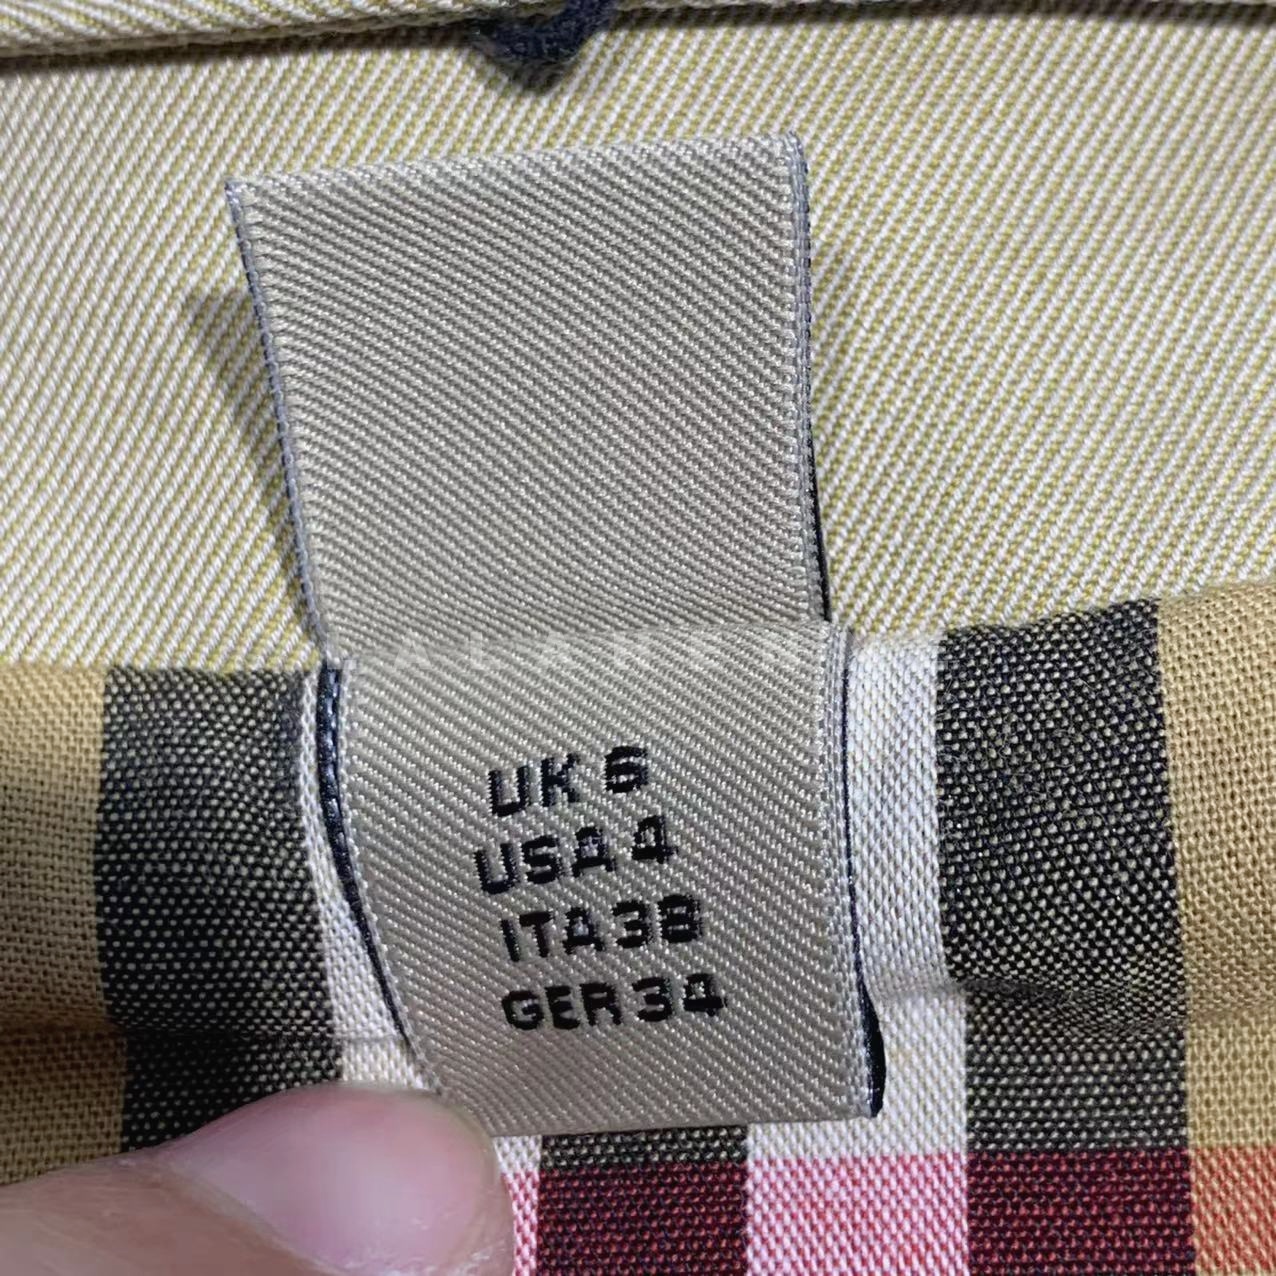 UK 6
USA 4
ITA 38
GER 34